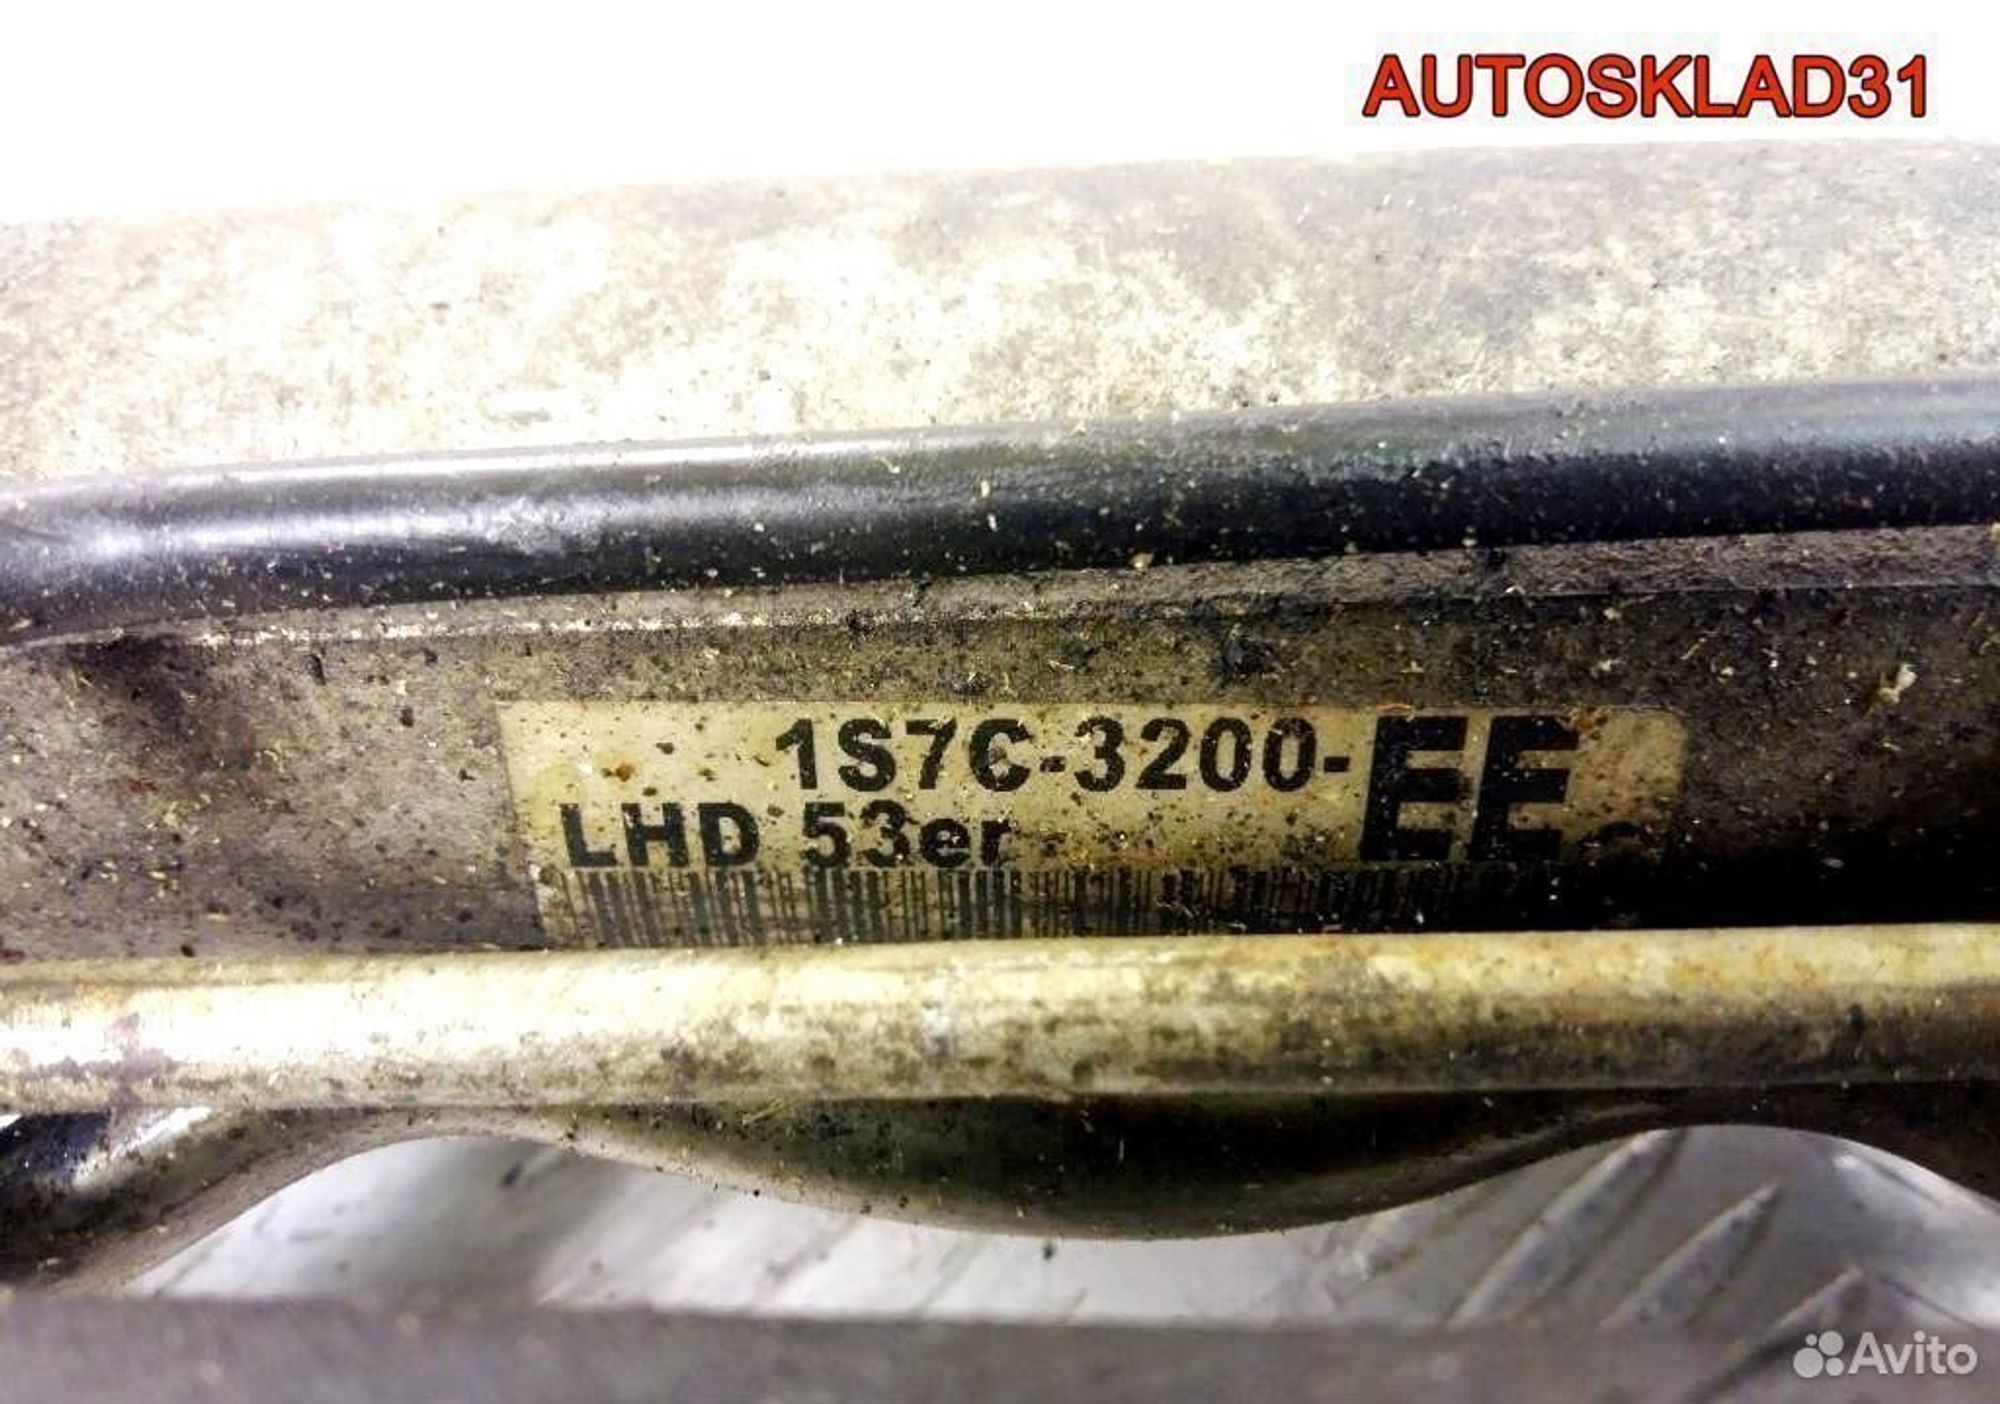 AUTOSKLAD31
1S7C-3200-EE
LHD 53er
Avito